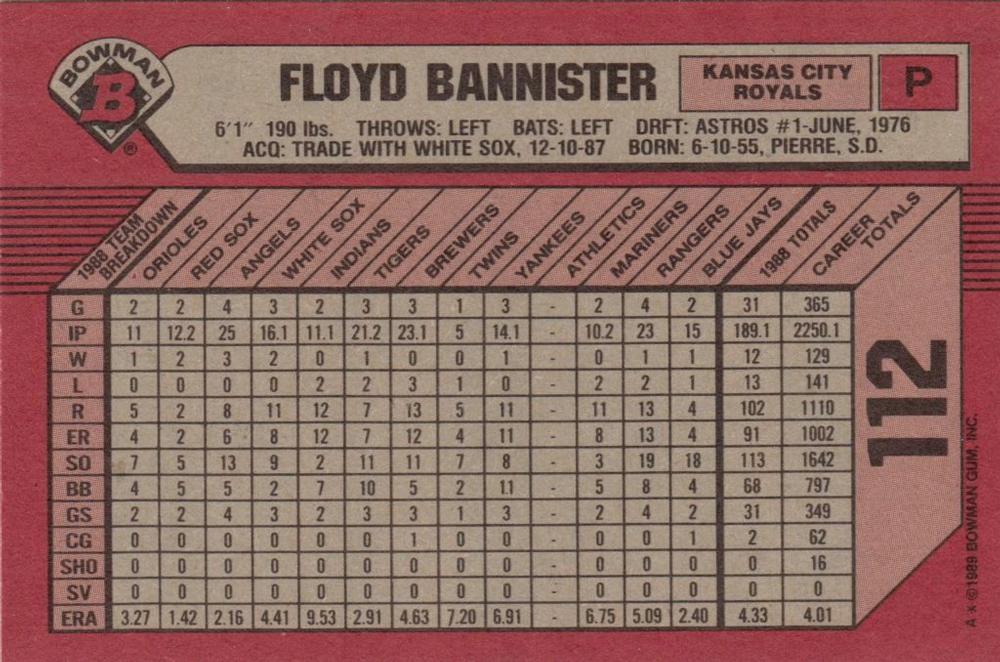 BOWMAN
B
®
FLOYD BANNISTER
KANSAS CITY
ROYALS
P
6'1" 190 lbs. THROWS: LEFT BATS: LEFT DRFT: ASTROS #1-JUNE, 1976
ACQ: TRADE WITH WHITE SOX, 12-10-87 BORN: 6-10-55, PIERRE, S.D.
1988 TEAM BREAKDOWN ORIOLES RED SOX ANGELS WHITE SOX INDIANS TIGERS BREWERS TWINS YANKEES ATHLETICS MARINERS RANGERS BLUE JAYS 1988 TOTALS CAREER TOTALS
G 2 2 4 3 2 3 3 1 3 - 2 4 2 31 365
IP 11 12.2 25 16.1 11.1 21.2 23.1 5 14.1 - 10.2 23 15 189.1 2250.1
W 1 2 3 2 0 1 0 0 1 - 0 1 1 12 129
L 0 0 0 0 2 2 3 1 0 - 2 2 1 13 141
R 5 2 8 11 12 7 13 5 11 - 11 13 4 102 1110
ER 4 2 6 8 12 7 12 4 11 - 8 13 4 91 1002
SO 7 5 13 9 2 11 11 7 8 - 3 19 18 113 1642
BB 4 5 5 2 7 10 5 2 11 - 5 8 4 68 797
GS 2 2 4 3 2 3 3 1 3 - 2 4 2 31 349
CG 0 0 0 0 0 0 1 0 0 - 0 0 1 2 62
SHO 0 0 0 0 0 0 0 0 0 - 0 0 0 0 16
SV 0 0 0 0 0 0 0 0 0 - 0 0 0 0 0
ERA 3.27 1.42 2.16 4.41 9.53 2.91 4.63 7.20 6.91 - 6.75 5.09 2.40 4.33 4.01
112
A * ©1989 BOWMAN GUM, INC.